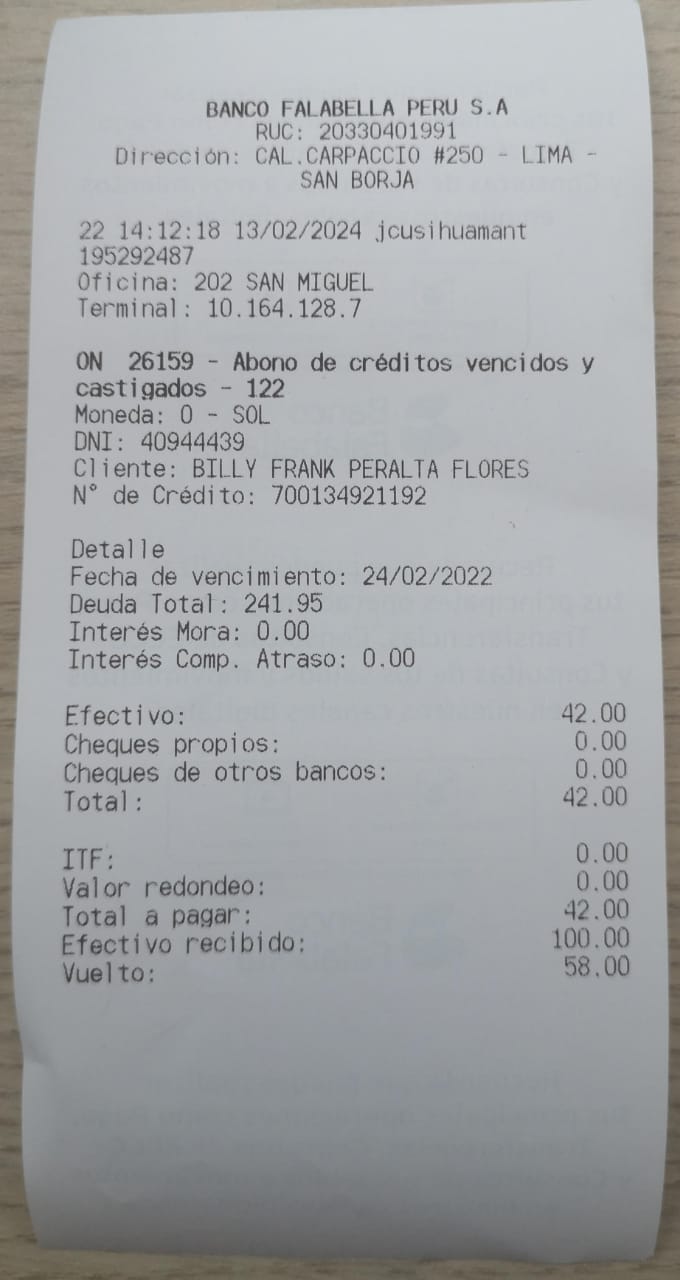 BANCO FALABELLA PERU S.A
RUC: 20330401991
Dirección: CAL.CARPACCIO #250 - LIMA -
SAN BORJA
22 14:12:18 13/02/2024 jcusihuamant
195292487
Oficina: 202 SAN MIGUEL
Terminal: 10.164.128.7
ON 26159 - Abono de créditos vencidos y
castigados - 122
Moneda: 0 - SOL
DNI: 40944439
Cliente: BILLY FRANK PERALTA FLORES
N° de Crédito: 700134921192
Detalle
Fecha de vencimiento: 24/02/2022
Deuda Total: 241.95
Interés Mora: 0.00
Interés Comp. Atraso: 0.00
Efectivo: 42.00
Cheques propios: 0.00
Cheques de otros bancos: 0.00
Total: 42.00
ITF: 0.00
Valor redondeo: 0.00
Total a pagar: 42.00
Efectivo recibido: 100.00
Vuelto: 58.00